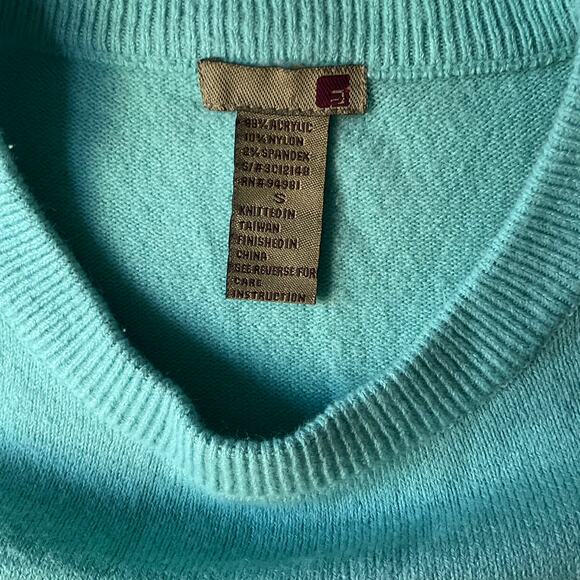 88% ACRYLIC
10% NYLON
2% SPANDEX
S/#3C12148
RN#94981
S
KNITTED IN
TAIWAN
FINISHED IN
CHINA
SEE REVERSE FOR
CARE
INSTRUCTION